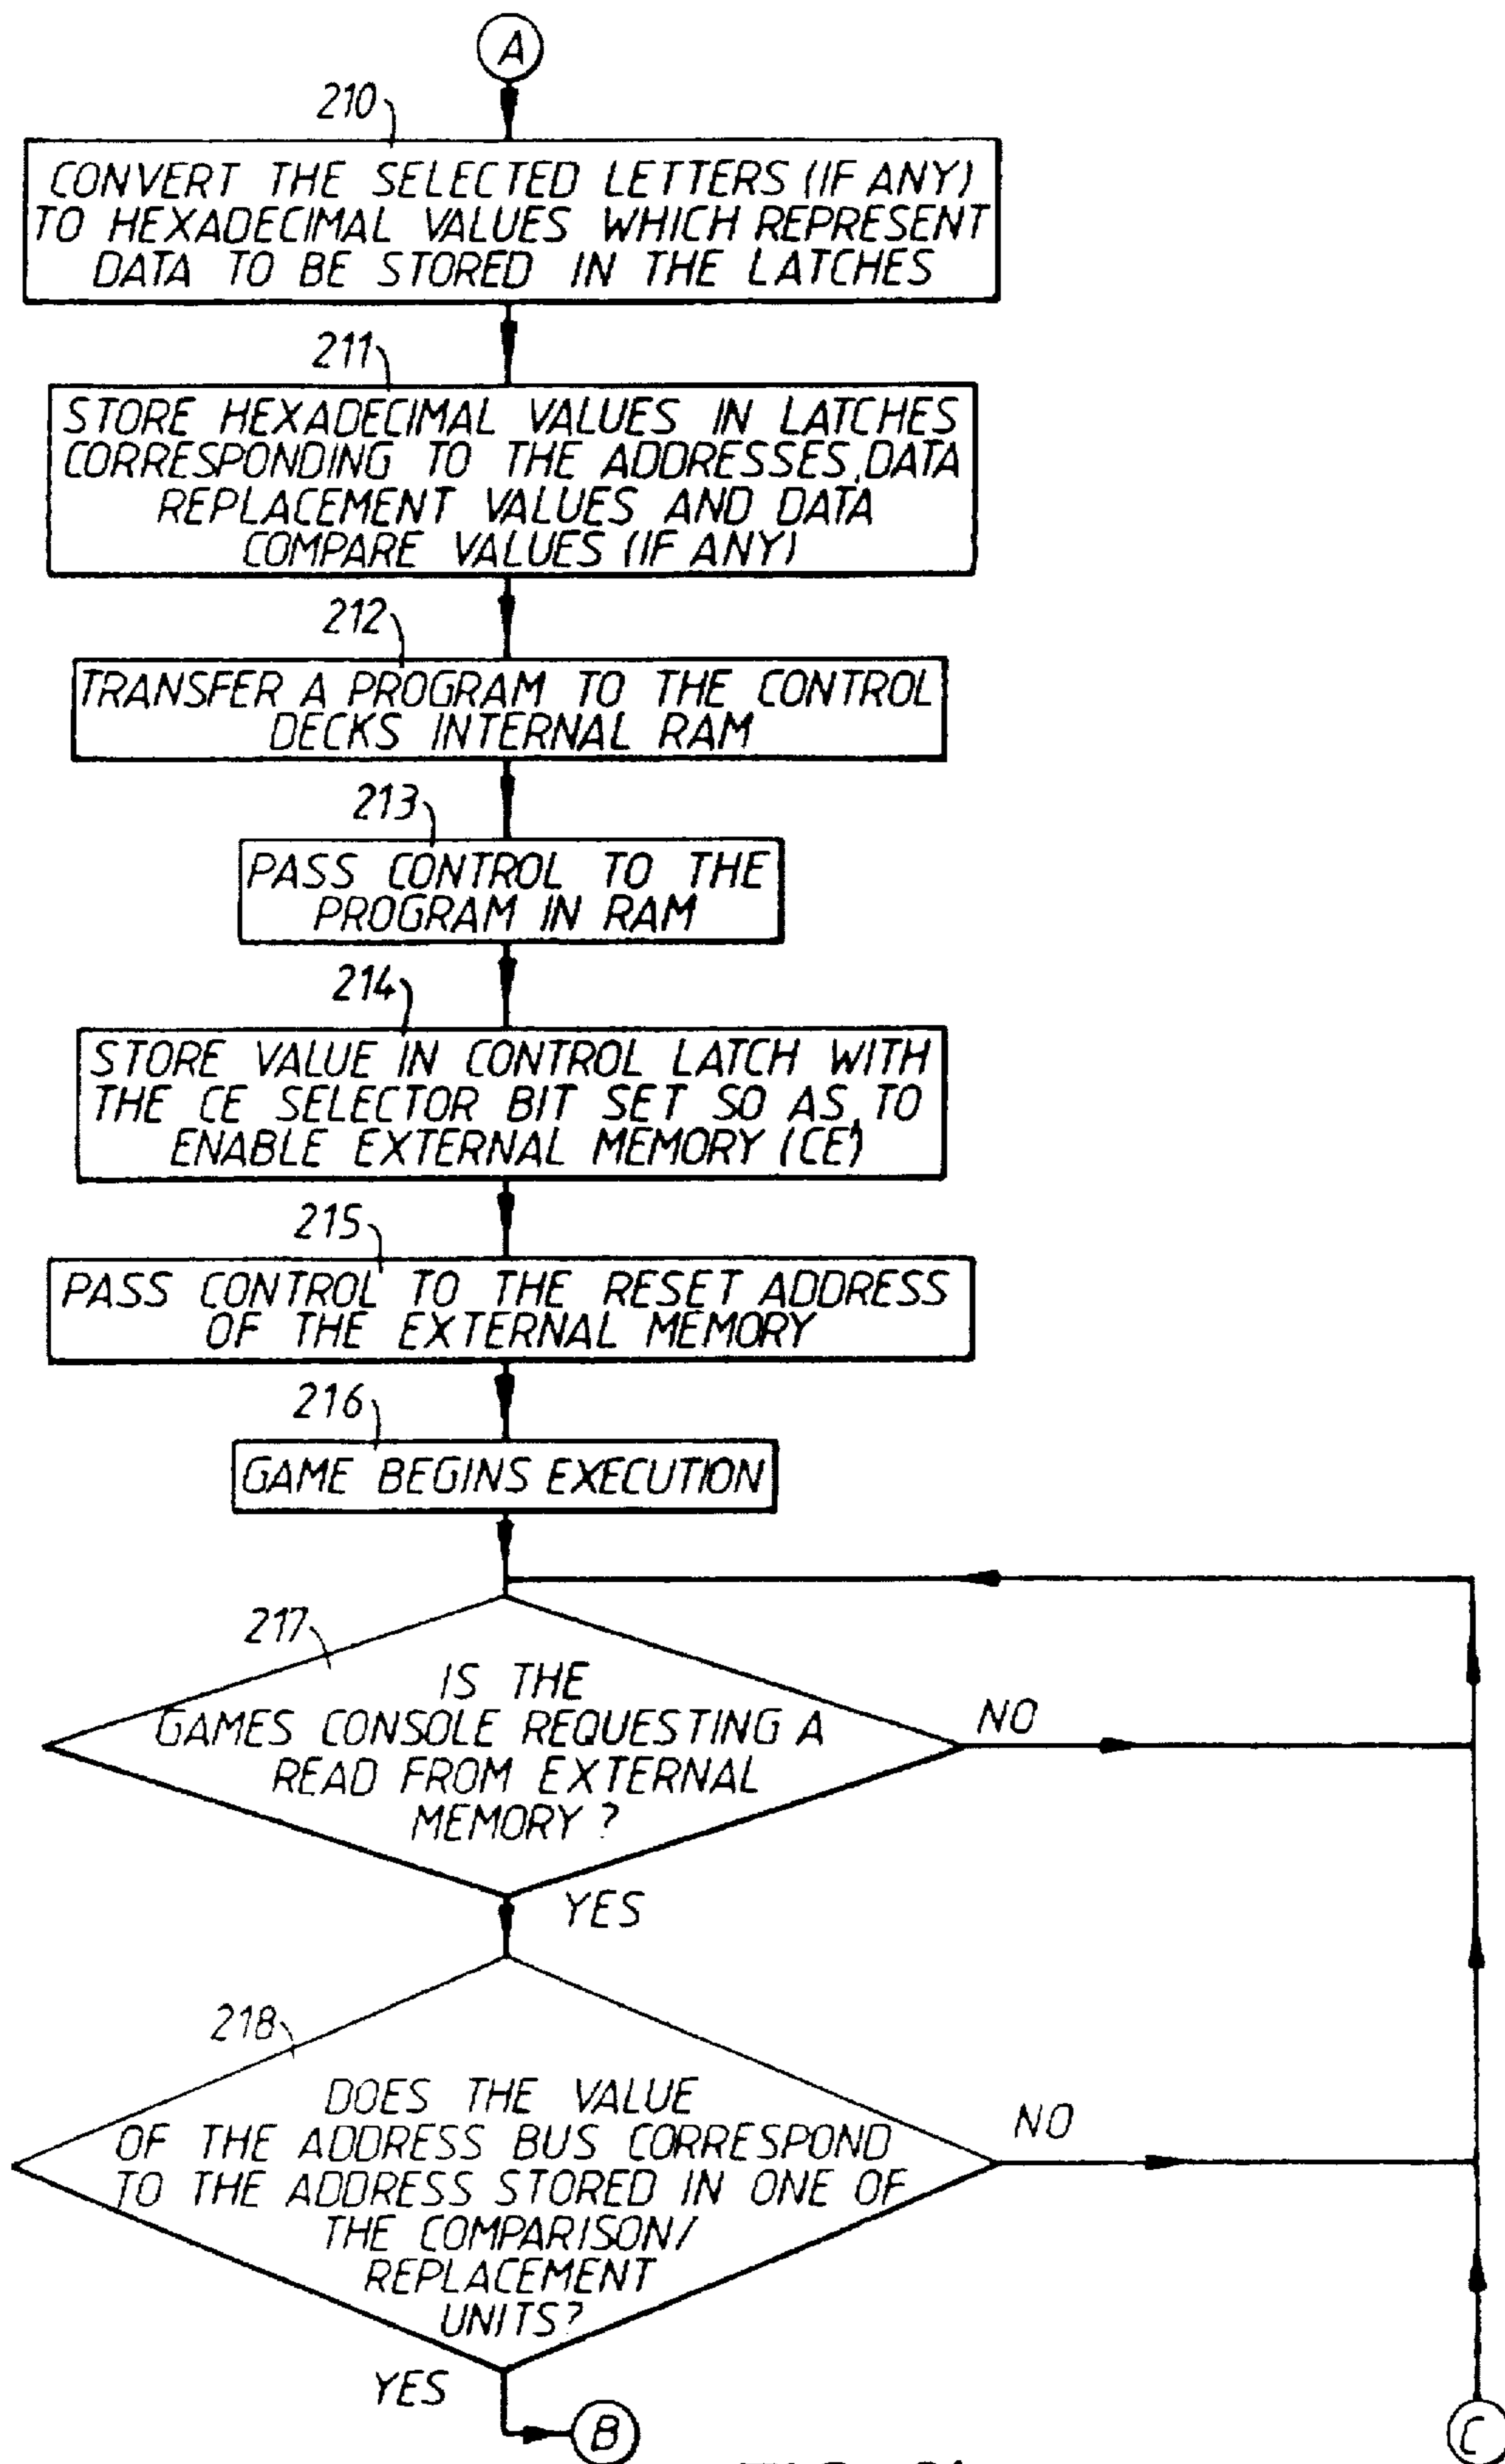 A
210
CONVERT THE SELECTED LETTERS (IF ANY)
TO HEXADECIMAL VALUES WHICH REPRESENT
DATA TO BE STORED IN THE LATCHES
211
STORE HEXADECIMAL VALUES IN LATCHES
CORRESPONDING TO THE ADDRESSES, DATA
REPLACEMENT VALUES AND DATA
COMPARE VALUES (IF ANY)
212
TRANSFER A PROGRAM TO THE CONTROL
DECKS INTERNAL RAM
213
PASS CONTROL TO THE
PROGRAM IN RAM
214
STORE VALUE IN CONTROL LATCH WITH
THE CE SELECTOR BIT SET SO AS TO
ENABLE EXTERNAL MEMORY (CE')
215
PASS CONTROL TO THE RESET ADDRESS
OF THE EXTERNAL MEMORY
216
GAME BEGINS EXECUTION
217
IS THE
GAMES CONSOLE REQUESTING A
READ FROM EXTERNAL
MEMORY ?
NO
YES
218
DOES THE VALUE
OF THE ADDRESS BUS CORRESPOND
TO THE ADDRESS STORED IN ONE OF
THE COMPARISON/
REPLACEMENT
UNITS?
NO
YES
B
C